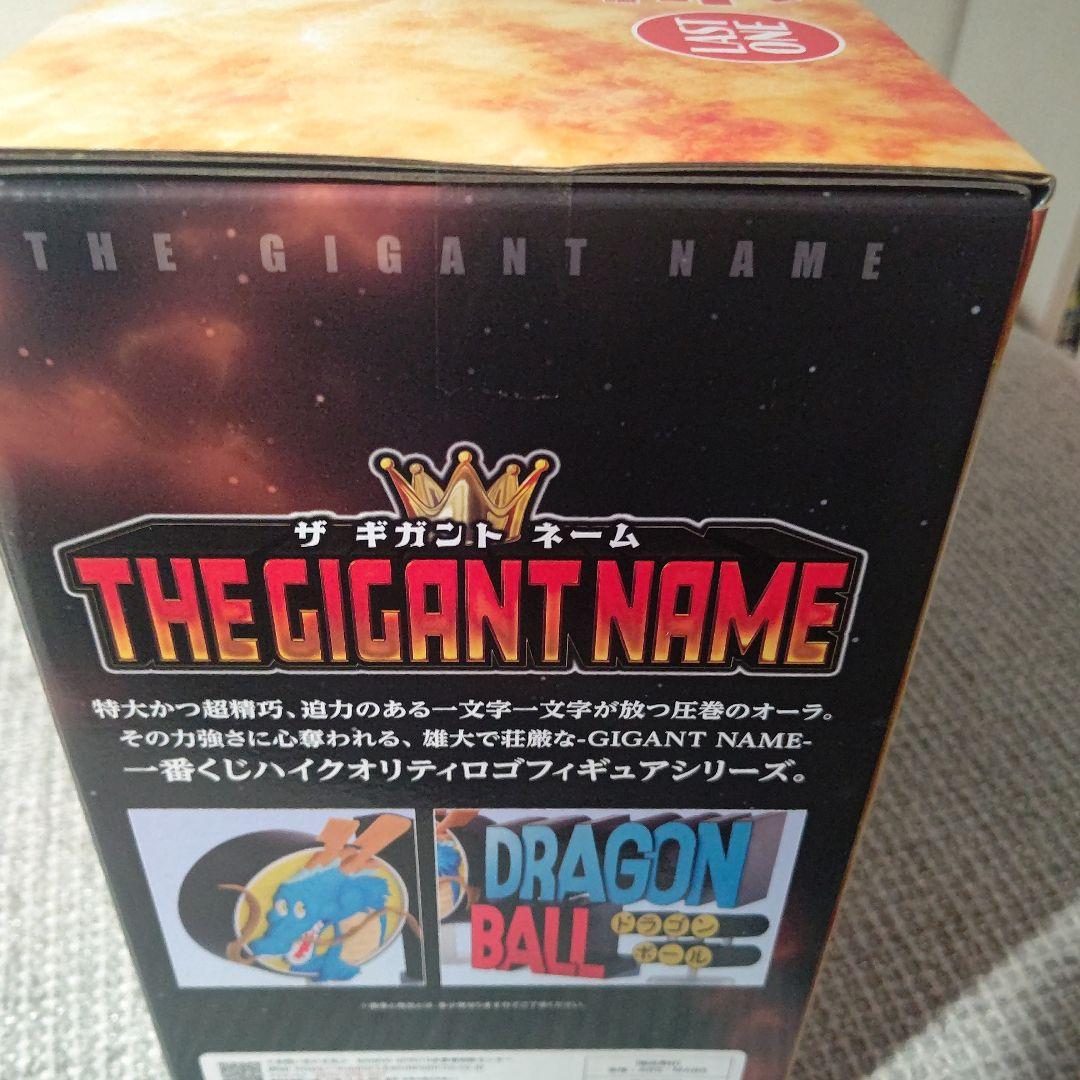 LAST
ONE
THE GIGANT NAME
ザ ギガント ネーム
THE GIGANT NAME
特大かつ超精巧、迫力のある一文字一文字が放つ圧巻のオーラ。
その力強さに心奪われる、雄大で荘厳な-GIGANT NAME-
一番くじハイクオリティロゴフィギュアシリーズ。
DRAGON
BALL
ドラゴン
ボール